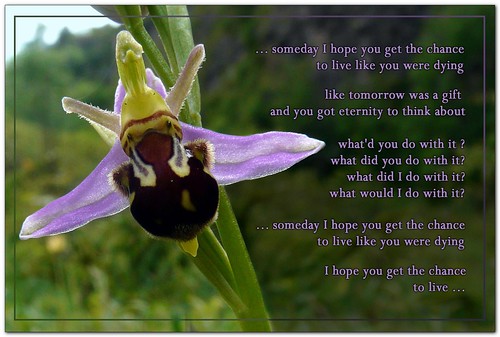 ... someday I hope you get the chance
to live like you were dying
like tomorrow was a gift
and you got eternity to think about
what'd you do with it ?
what did you do with it?
what did I do with it?
what would I do with it?
... someday I hope you get the chance
to live like you were dying
I hope you get the chance
to live ...